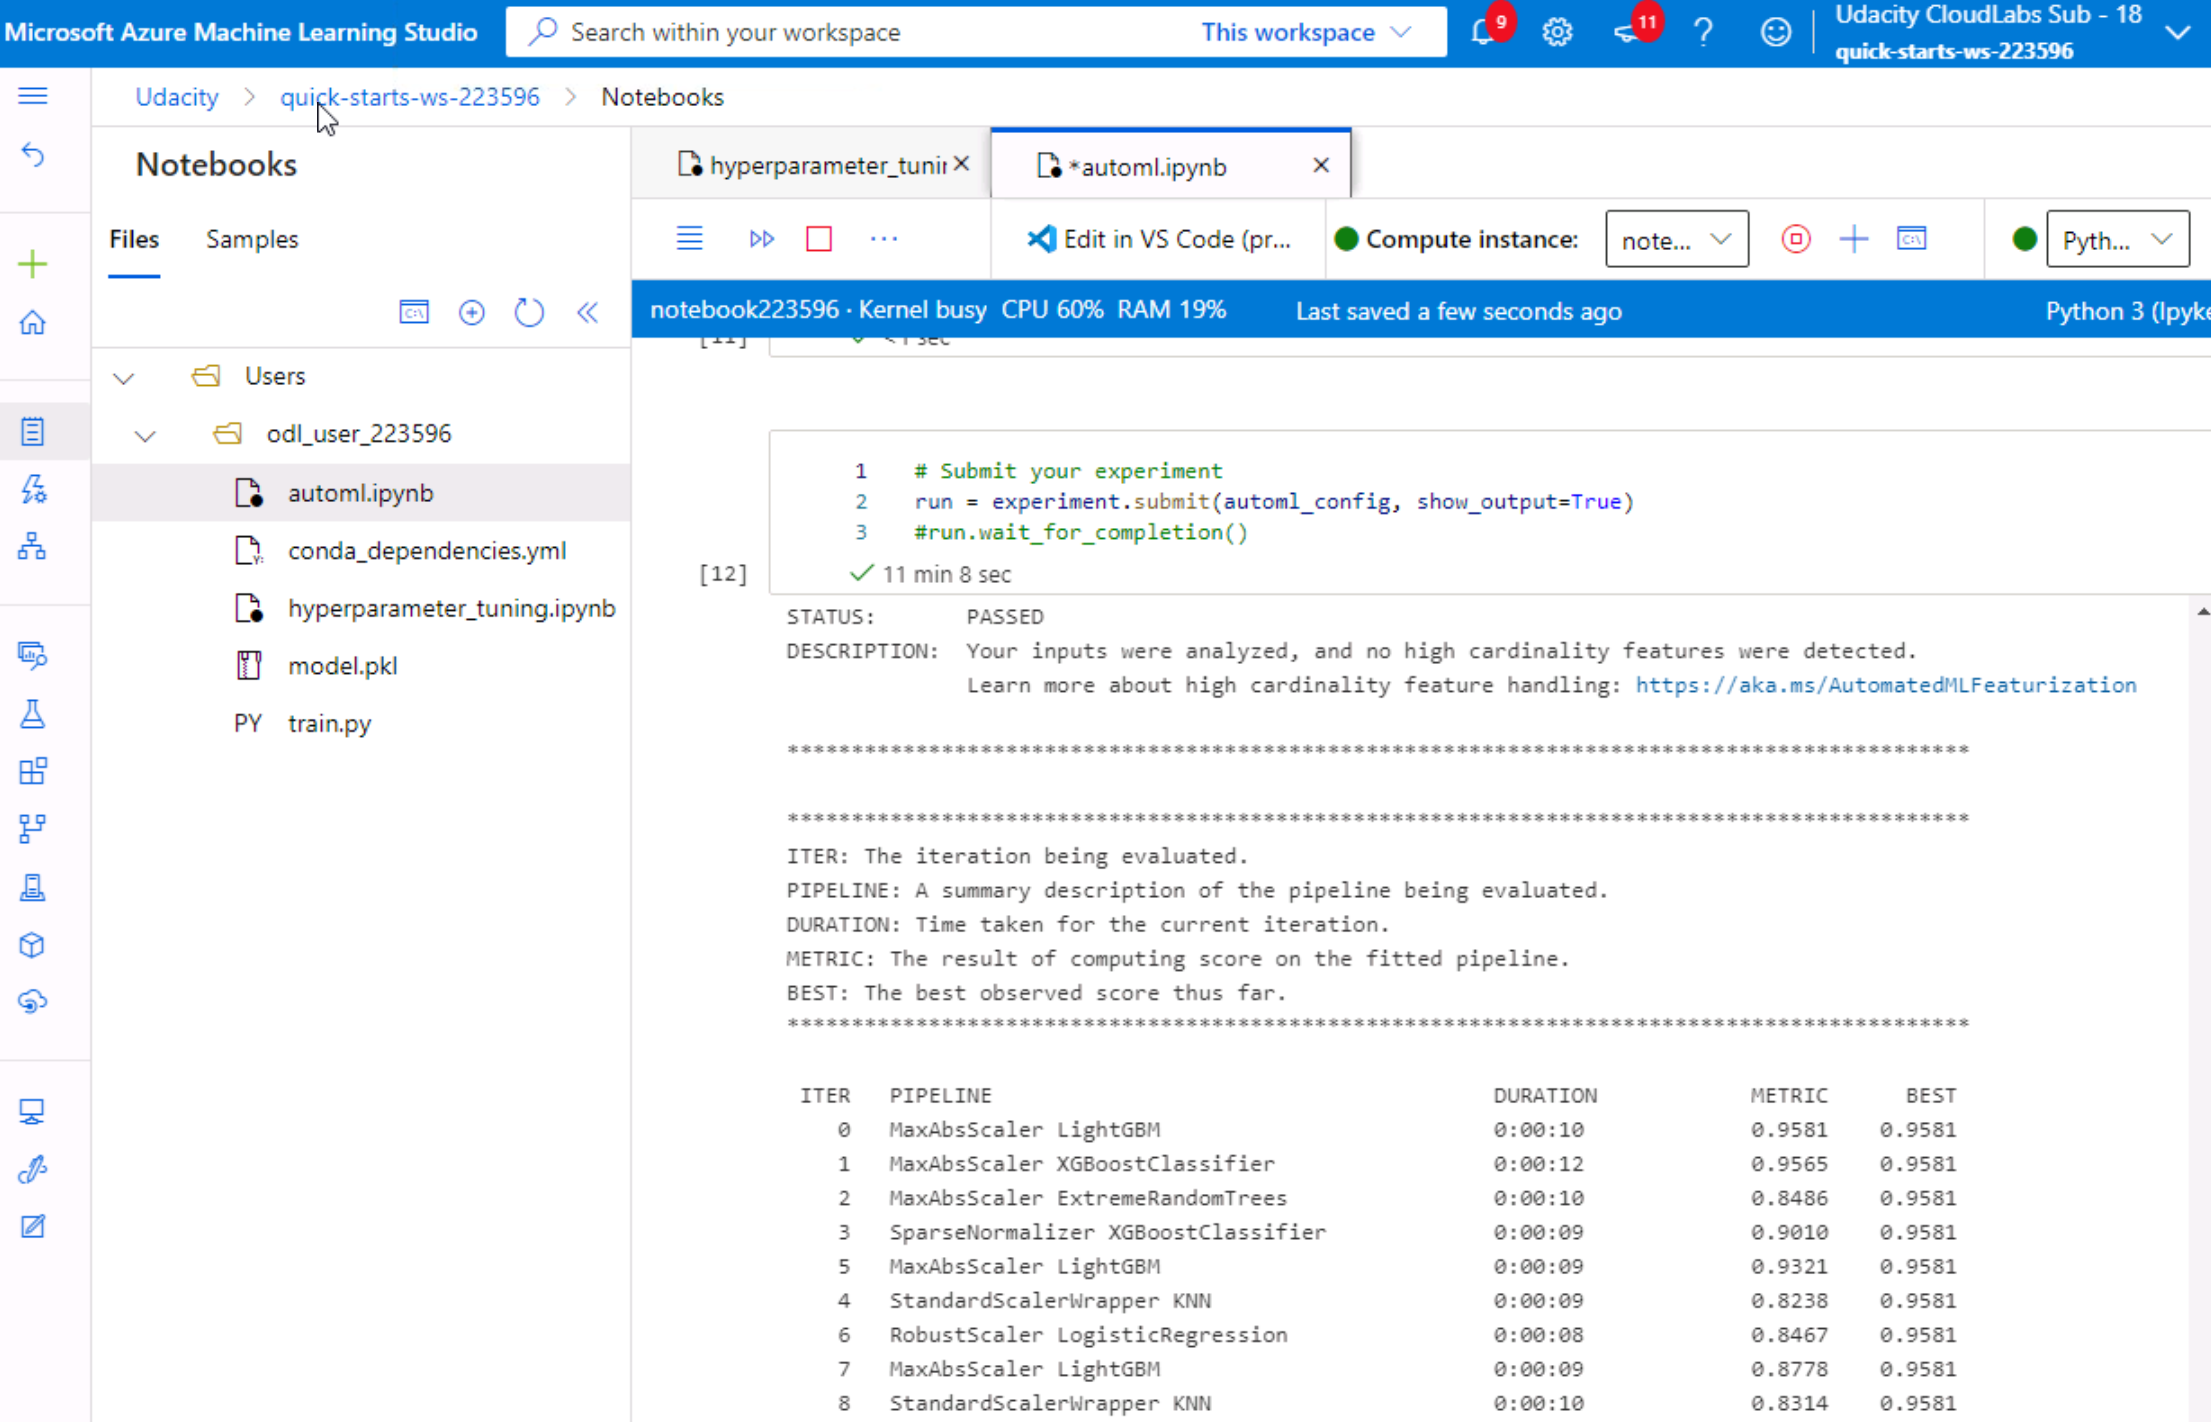 Microsoft Azure Machine Learning Studio
Search within your workspace
This workspace
9
11
Udacity CloudLabs Sub - 18
quick-starts-ws-223596
Udacity > quick-starts-ws-223596 > Notebooks
Notebooks
Files Samples
Users
odl_user_223596
automl.ipynb
conda_dependencies.yml
hyperparameter_tuning.ipynb
model.pkl
PY train.py
hyperparameter_tunin
*automl.ipynb
Edit in VS Code (pr...
Compute instance: note...
Pyth...
notebook223596 · Kernel busy CPU 60% RAM 19% Last saved a few seconds ago Python 3 (Ipyke
[11] <1 sec
1 # Submit your experiment
2 run = experiment.submit(automl_config, show_output=True)
3 #run.wait_for_completion()
[12] 11 min 8 sec
STATUS: PASSED
DESCRIPTION: Your inputs were analyzed, and no high cardinality features were detected.
Learn more about high cardinality feature handling: https://aka.ms/AutomatedMLFeaturization
********************************************************************************************
********************************************************************************************
ITER: The iteration being evaluated.
PIPELINE: A summary description of the pipeline being evaluated.
DURATION: Time taken for the current iteration.
METRIC: The result of computing score on the fitted pipeline.
BEST: The best observed score thus far.
********************************************************************************************
ITER PIPELINE DURATION METRIC BEST
0 MaxAbsScaler LightGBM 0:00:10 0.9581 0.9581
1 MaxAbsScaler XGBoostClassifier 0:00:12 0.9565 0.9581
2 MaxAbsScaler ExtremeRandomTrees 0:00:10 0.8486 0.9581
3 SparseNormalizer XGBoostClassifier 0:00:09 0.9010 0.9581
5 MaxAbsScaler LightGBM 0:00:09 0.9321 0.9581
4 StandardScalerWrapper KNN 0:00:09 0.8238 0.9581
6 RobustScaler LogisticRegression 0:00:08 0.8467 0.9581
7 MaxAbsScaler LightGBM 0:00:09 0.8778 0.9581
8 StandardScalerWrapper KNN 0:00:10 0.8314 0.9581